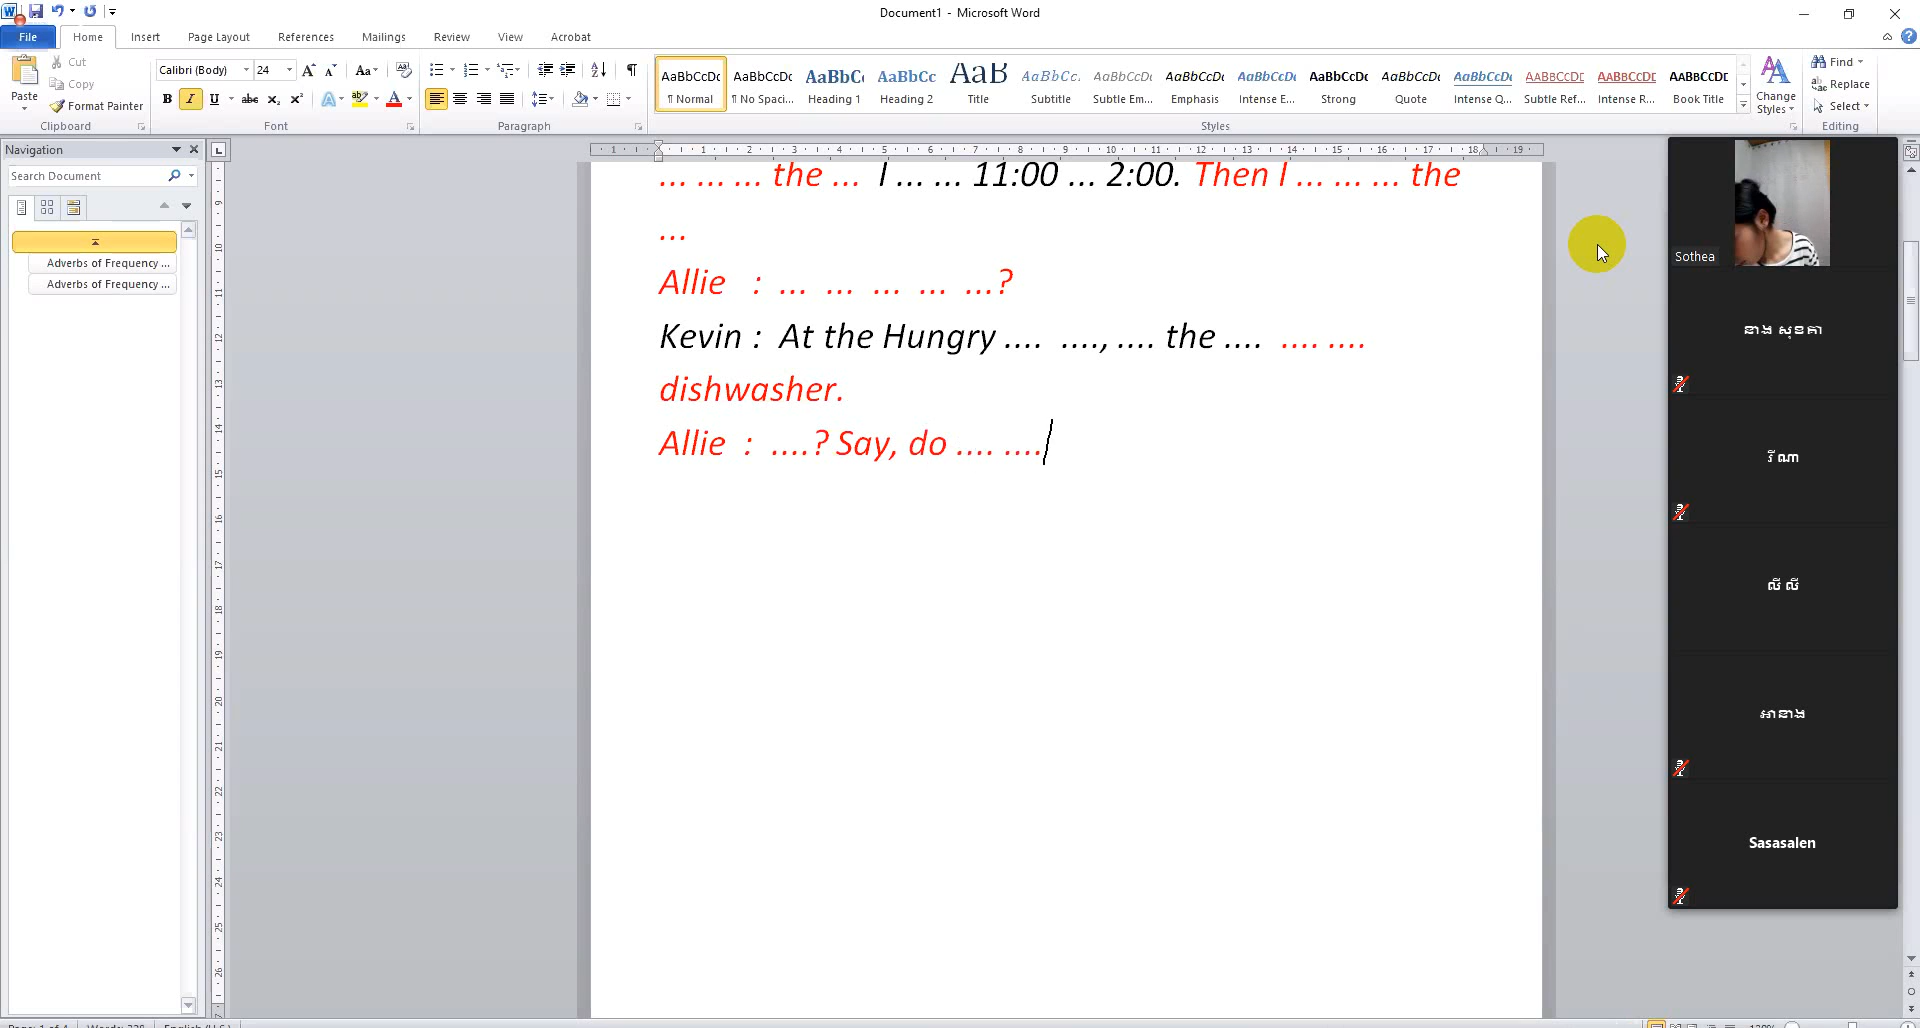 Document1 - Microsoft Word
File Home Insert Page Layout References Mailings Review View Acrobat
Cut
Copy
Format Painter
Paste
Clipboard
Calibri (Body) 24
Font
Paragraph
AaBbCcDc AaBbCcDc AaBbCc AaBbCc AaB AaBbCc. AaBbCcDc AaBbCcDc AaBbCcDc AaBbCcDc AaBbCcDc AaBbCcDc AABBCCDE AABBCCDE AABBCCDE
¶ Normal ¶ No Spaci... Heading 1 Heading 2 Title Subtitle Subtle Em... Emphasis Intense E... Strong Quote Intense Q... Subtle Ref... Intense R... Book Title
Styles
Change Styles
Find
Replace
Select
Editing
Navigation
Search Document
Adverbs of Frequency ...
Adverbs of Frequency ...
... ... ... the ... I ... ... 11:00 ... 2:00. Then I ... ... ... the
...
Allie : ... ... ... ... ...?
Kevin : At the Hungry .... ...., .... the .... .... ....
dishwasher.
Allie : ....? Say, do .... ....
Sothea
នាង សុខគា
រីណា
លី លី
អានាង
Sasasalen